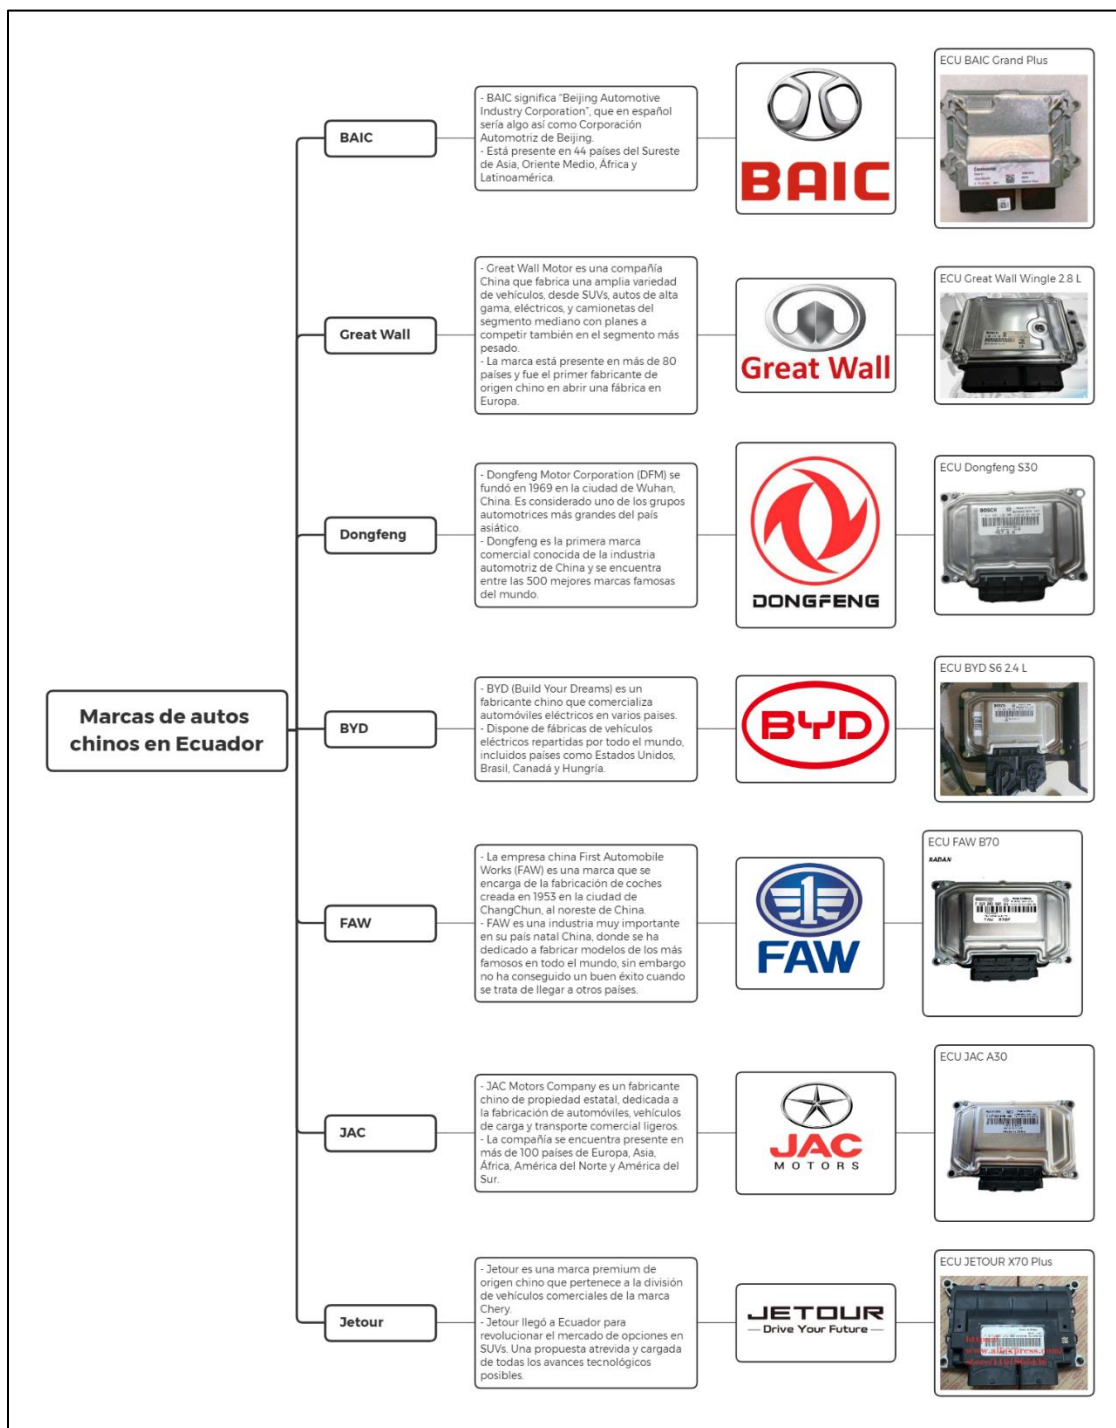 Marcas de autos
chinos en Ecuador
BAIC
- BAIC significa "Beijing Automotive
Industry Corporation", que en español
sería algo así como Corporación
Automotriz de Beijing.
- Está presente en 44 países del Sureste
de Asia, Oriente Medio, África y
Latinoamérica.
BAIC
ECU BAIC Grand Plus
Continental
Great Wall
- Great Wall Motor es una compañía
China que fabrica una amplia variedad
de vehículos, desde SUVs, autos de alta
gama, eléctricos, y camionetas del
segmento mediano con planes a
competir también en el segmento más
pesado.
- La marca está presente en más de 80
países y fue el primer fabricante de
origen chino en abrir una fábrica en
Europa.
Great Wall
ECU Great Wall Wingle 2.8 L
BOSCH
Dongfeng
- Dongfeng Motor Corporation (DFM) se
fundó en 1969 en la ciudad de Wuhan,
China. Es considerado uno de los grupos
automotrices más grandes del país
asiático.
- Dongfeng es la primera marca
comercial conocida de la industria
automotriz de China y se encuentra
entre las 500 mejores marcas famosas
del mundo.
DONGFENG
ECU Dongfeng S30
BOSCH
BYD
- BYD (Build Your Dreams) es un
fabricante chino que comercializa
automóviles eléctricos en varios paises.
- Dispone de fábricas de vehículos
eléctricos repartidas por todo el mundo,
incluidos países como Estados Unidos,
Brasil, Canadá y Hungría.
BYD
ECU BYD S6 2.4 L
BOSCH
FAW
- La empresa china First Automobile
Works (FAW) es una marca que se
encarga de la fabricación de coches
creada en 1953 en la ciudad de
ChangChun, al noreste de China.
- FAW es una industria muy importante
en su país natal China, donde se ha
dedicado a fabricar modelos de los más
famosos en todo el mundo, sin embargo
no ha conseguido un buen éxito cuando
se trata de llegar a otros países.
1
FAW
ECU FAW B70
XADAN
JAC
- JAC Motors Company es un fabricante
chino de propiedad estatal, dedicada a
la fabricación de automóviles, vehículos
de carga y transporte comercial ligeros.
- La compañía se encuentra presente en
más de 100 países de Europa, Asia,
África, América del Norte y América del
Sur.
JAC
MOTORS
ECU JAC A30
Jetour
- Jetour es una marca premium de
origen chino que pertenece a la división
de vehículos comerciales de la marca
Chery.
- Jetour llegó a Ecuador para
revolucionar el mercado de opciones en
SUVs. Una propuesta atrevida y cargada
de todas los avances tecnológicos
posibles.
JETOUR
Drive Your Future
ECU JETOUR X70 Plus
www.aliexpress.com/